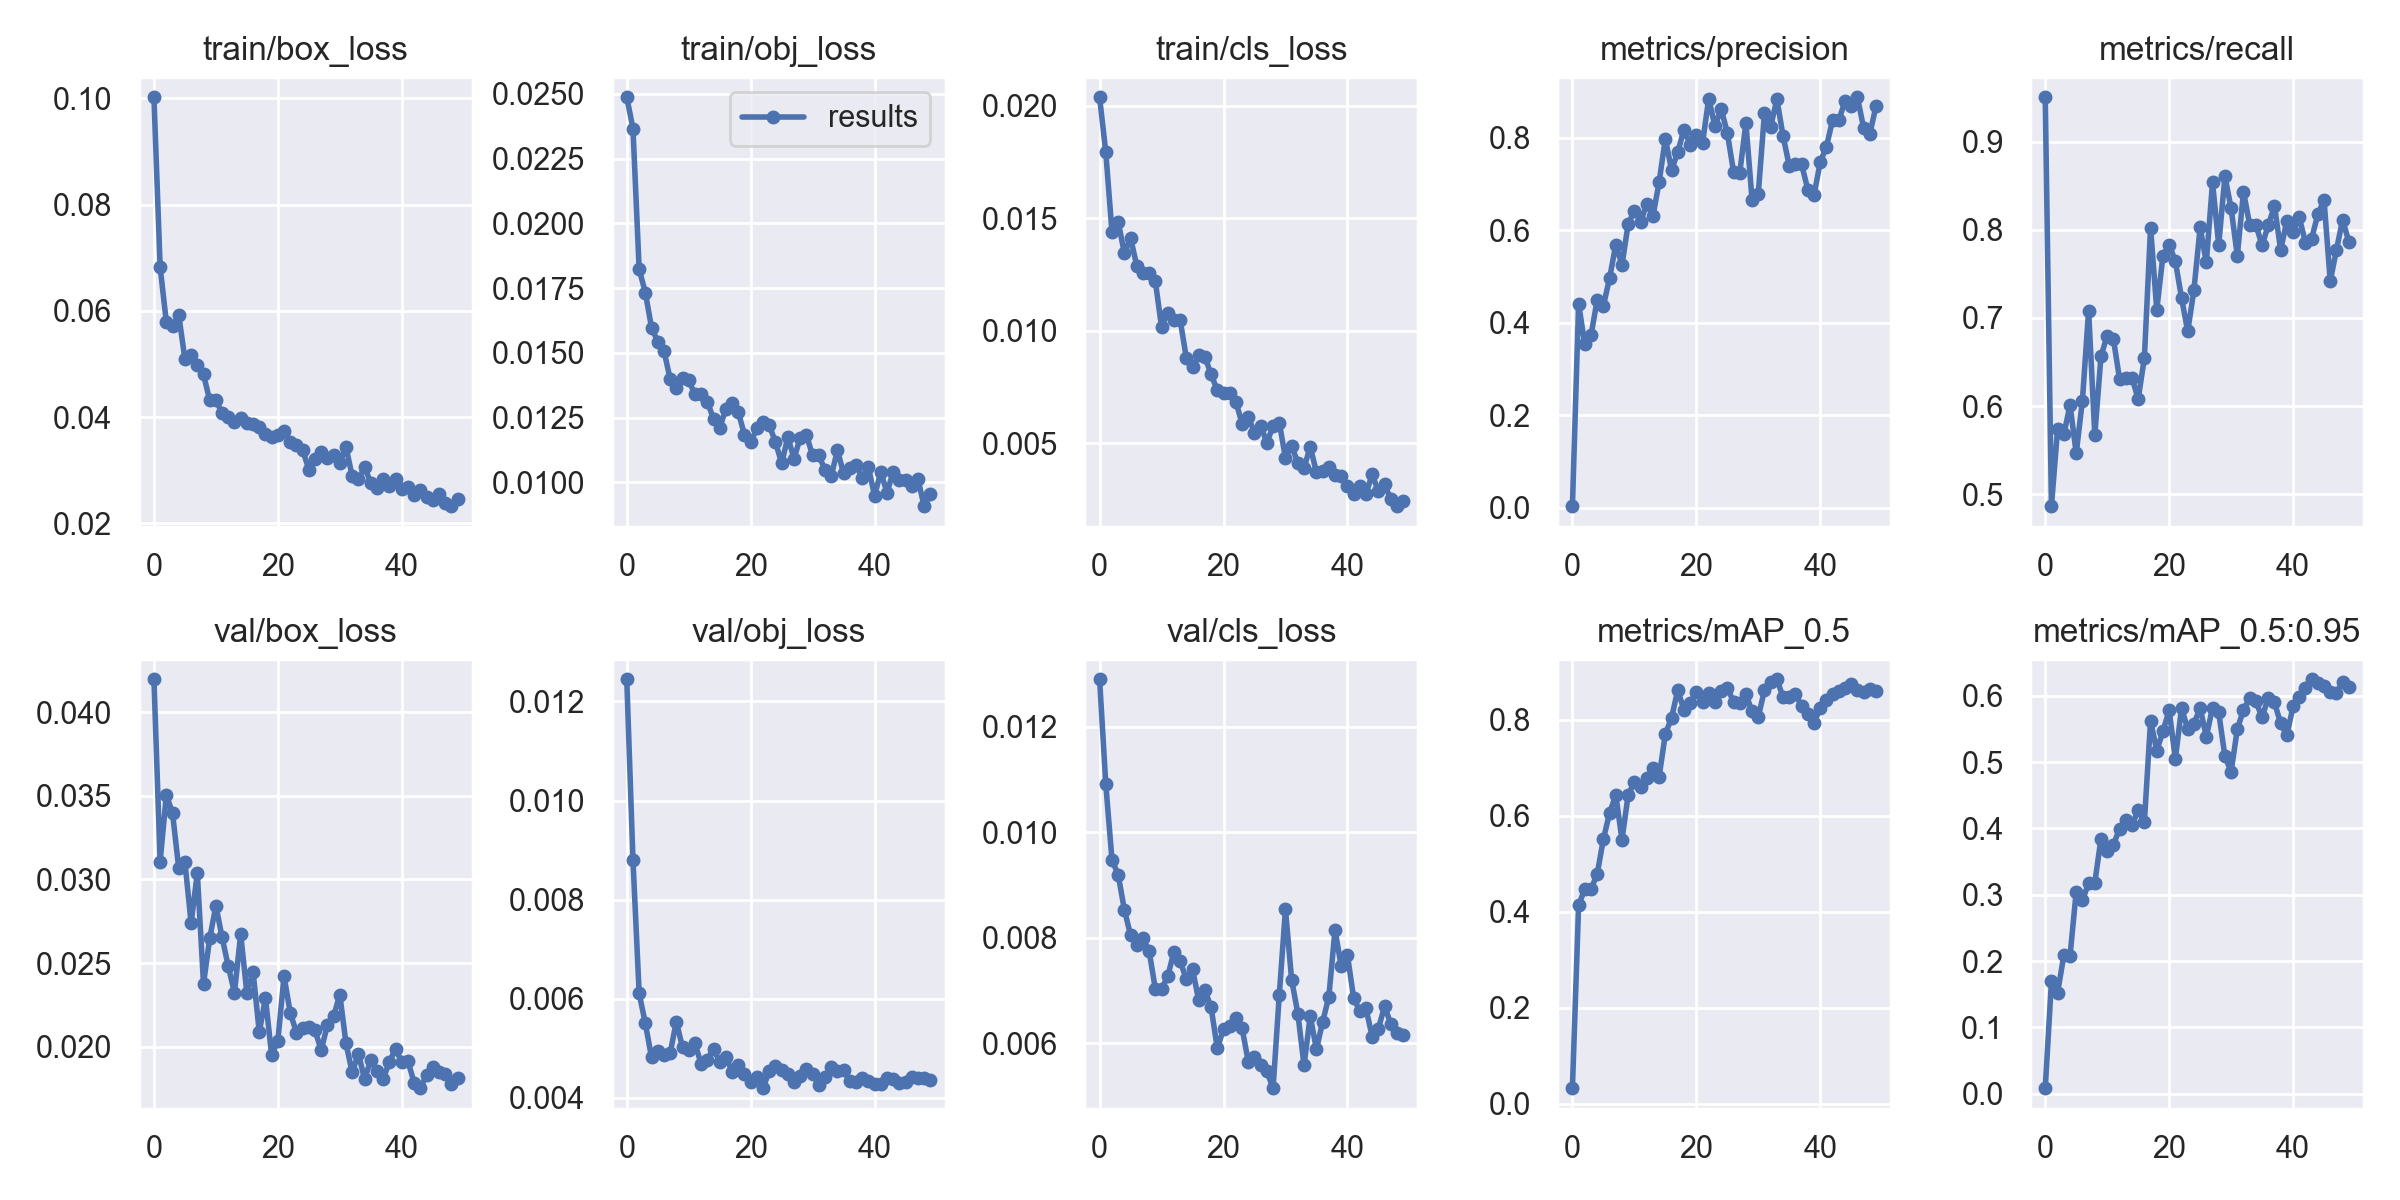 train/box_loss
0.10
0.08
0.06
0.04
0.02
0 20 40
train/obj_loss
results
0.0250
0.0225
0.0200
0.0175
0.0150
0.0125
0.0100
0 20 40
train/cls_loss
0.020
0.015
0.010
0.005
0 20 40
metrics/precision
0.8
0.6
0.4
0.2
0.0
0 20 40
metrics/recall
0.9
0.8
0.7
0.6
0.5
0 20 40
val/box_loss
0.040
0.035
0.030
0.025
0.020
0 20 40
val/obj_loss
0.012
0.010
0.008
0.006
0.004
0 20 40
val/cls_loss
0.012
0.010
0.008
0.006
0 20 40
metrics/mAP_0.5
0.8
0.6
0.4
0.2
0.0
0 20 40
metrics/mAP_0.5:0.95
0.6
0.5
0.4
0.3
0.2
0.1
0.0
0 20 40